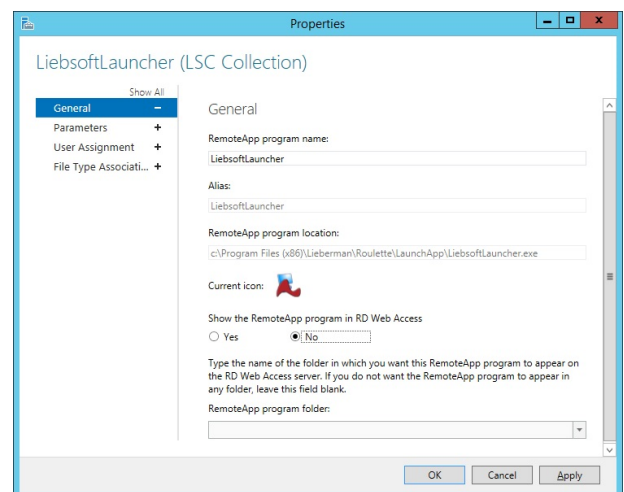 Properties
LiebsoftLauncher (LSC Collection)
Show All
General –
Parameters +
User Assignment +
File Type Associati... +
General
RemoteApp program name:
LiebsoftLauncher
Alias:
LiebsoftLauncher
RemoteApp program location:
c:\Program Files (x86)\Lieberman\Roulette\LaunchApp\LiebsoftLauncher.exe
Current icon:
Show the RemoteApp program in RD Web Access
Yes No
Type the name of the folder in which you want this RemoteApp program to appear on
the RD Web Access server. If you do not want the RemoteApp program to appear in
any folder, leave this field blank.
RemoteApp program folder:
OK Cancel Apply